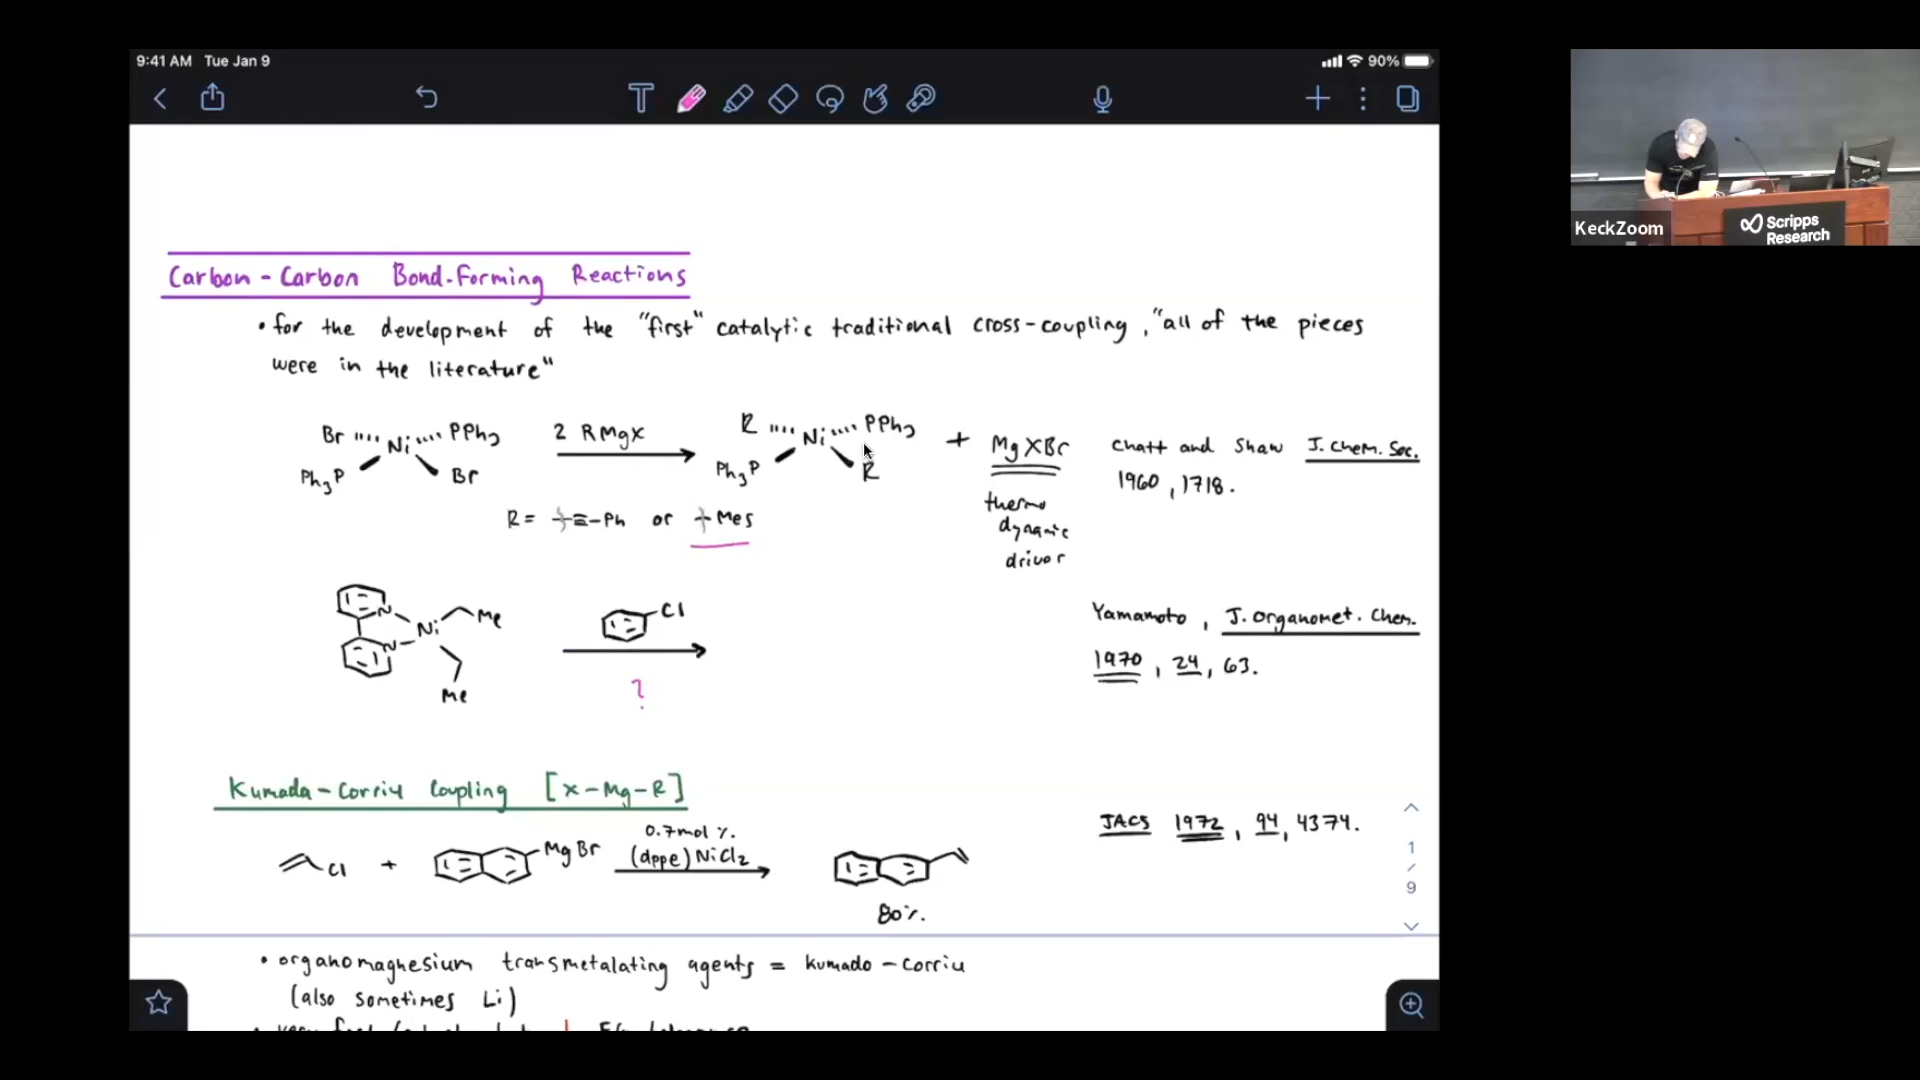 9:41 AM Tue Jan 9
90%
KeckZoom
Scripps
Research
Carbon-Carbon Bond-Forming Reactions
• for the development of the "first" catalytic traditional cross-coupling, "all of the pieces
were in the literature"
Br Ni PPh3
Ph3P Br
2 RMgX
R Ni PPh3
Ph3P R
+ MgXBr
thermo
dynamic
driver
Chatt and Shaw J. Chem. Soc.
1960, 1718.
R = ≡-Ph or Mes
N Ni Me
N
Me
Cl
?
Yamamoto, J. Organomet. Chem.
1970, 24, 63.
Kumada-Corriu Coupling [X-Mg-R]
JACS 1972, 94, 4374.
Cl + MgBr
0.7 mol %.
(dppe)NiCl2
80%.
1
/
9
• organomagnesium transmetalating agents = kumado-corriu
(also sometimes Li)